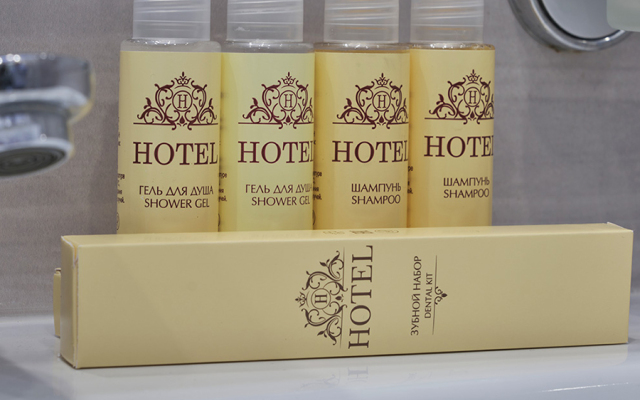 H
HOTEL
ГЕЛЬ ДЛЯ ДУША
SHOWER GEL
H
HOTEL
ГЕЛЬ ДЛЯ ДУША
SHOWER GEL
H
HOTEL
ШАМПУНЬ
SHAMPOO
H
HOTEL
ШАМПУНЬ
SHAMPOO
H
HOTEL
ЗУБНОЙ НАБОР
DENTAL KIT